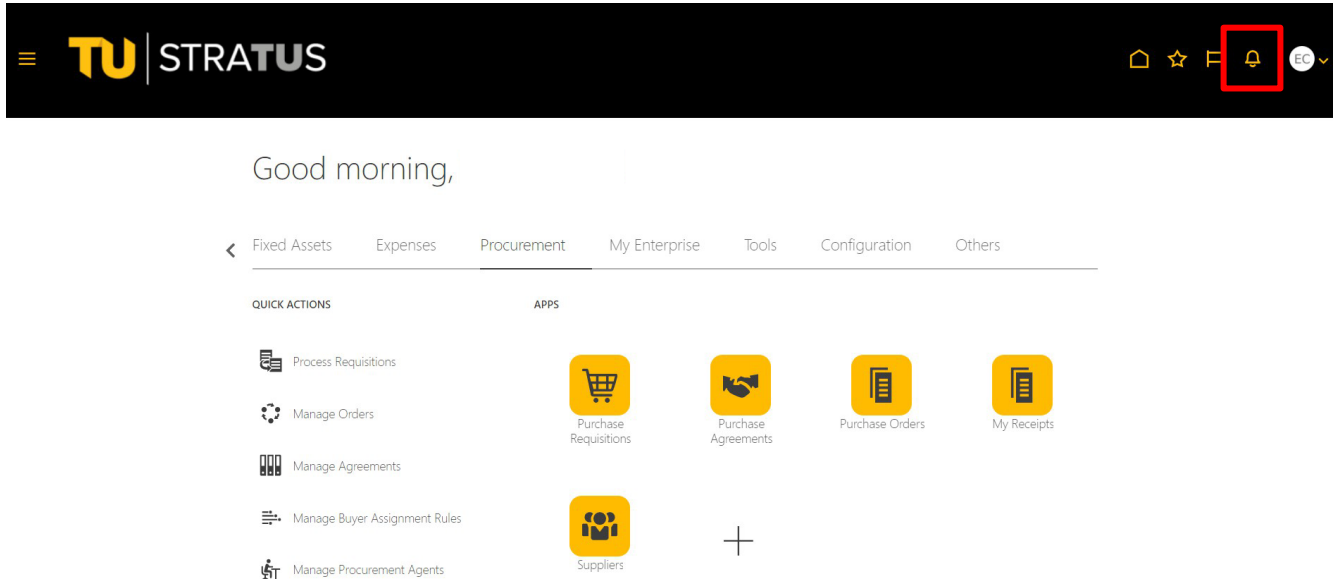 TU STRATUS
EC
Good morning,
Fixed Assets Expenses Procurement My Enterprise Tools Configuration Others
QUICK ACTIONS
APPS
Process Requisitions
Manage Orders
Manage Agreements
Manage Buyer Assignment Rules
Manage Procurement Agents
Purchase
Requisitions
Purchase
Agreements
Purchase Orders
My Receipts
Suppliers